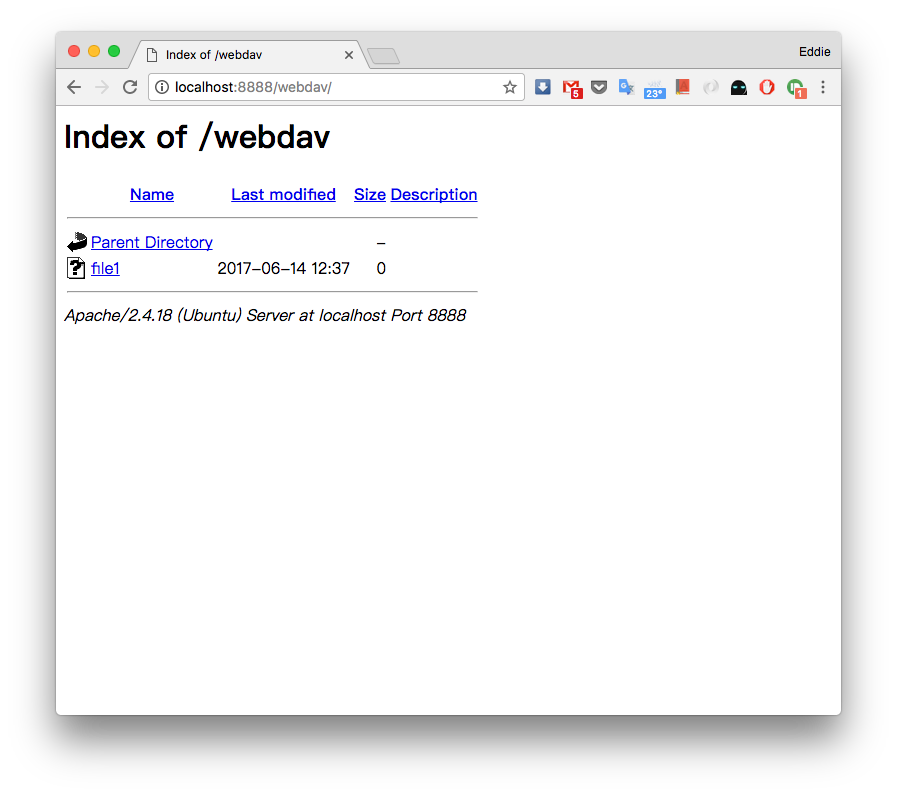 Index of /webdav
Eddie
localhost:8888/webdav/
5
23°
1
Index of /webdav
Name Last modified Size Description
Parent Directory –
? file1 2017-06-14 12:37 0
Apache/2.4.18 (Ubuntu) Server at localhost Port 8888